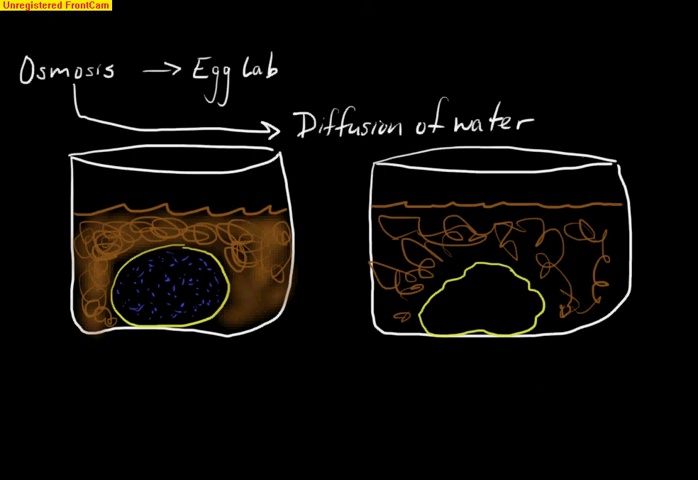 Unregistered FrontCam
Osmosis → Egg Lab
Diffusion of water